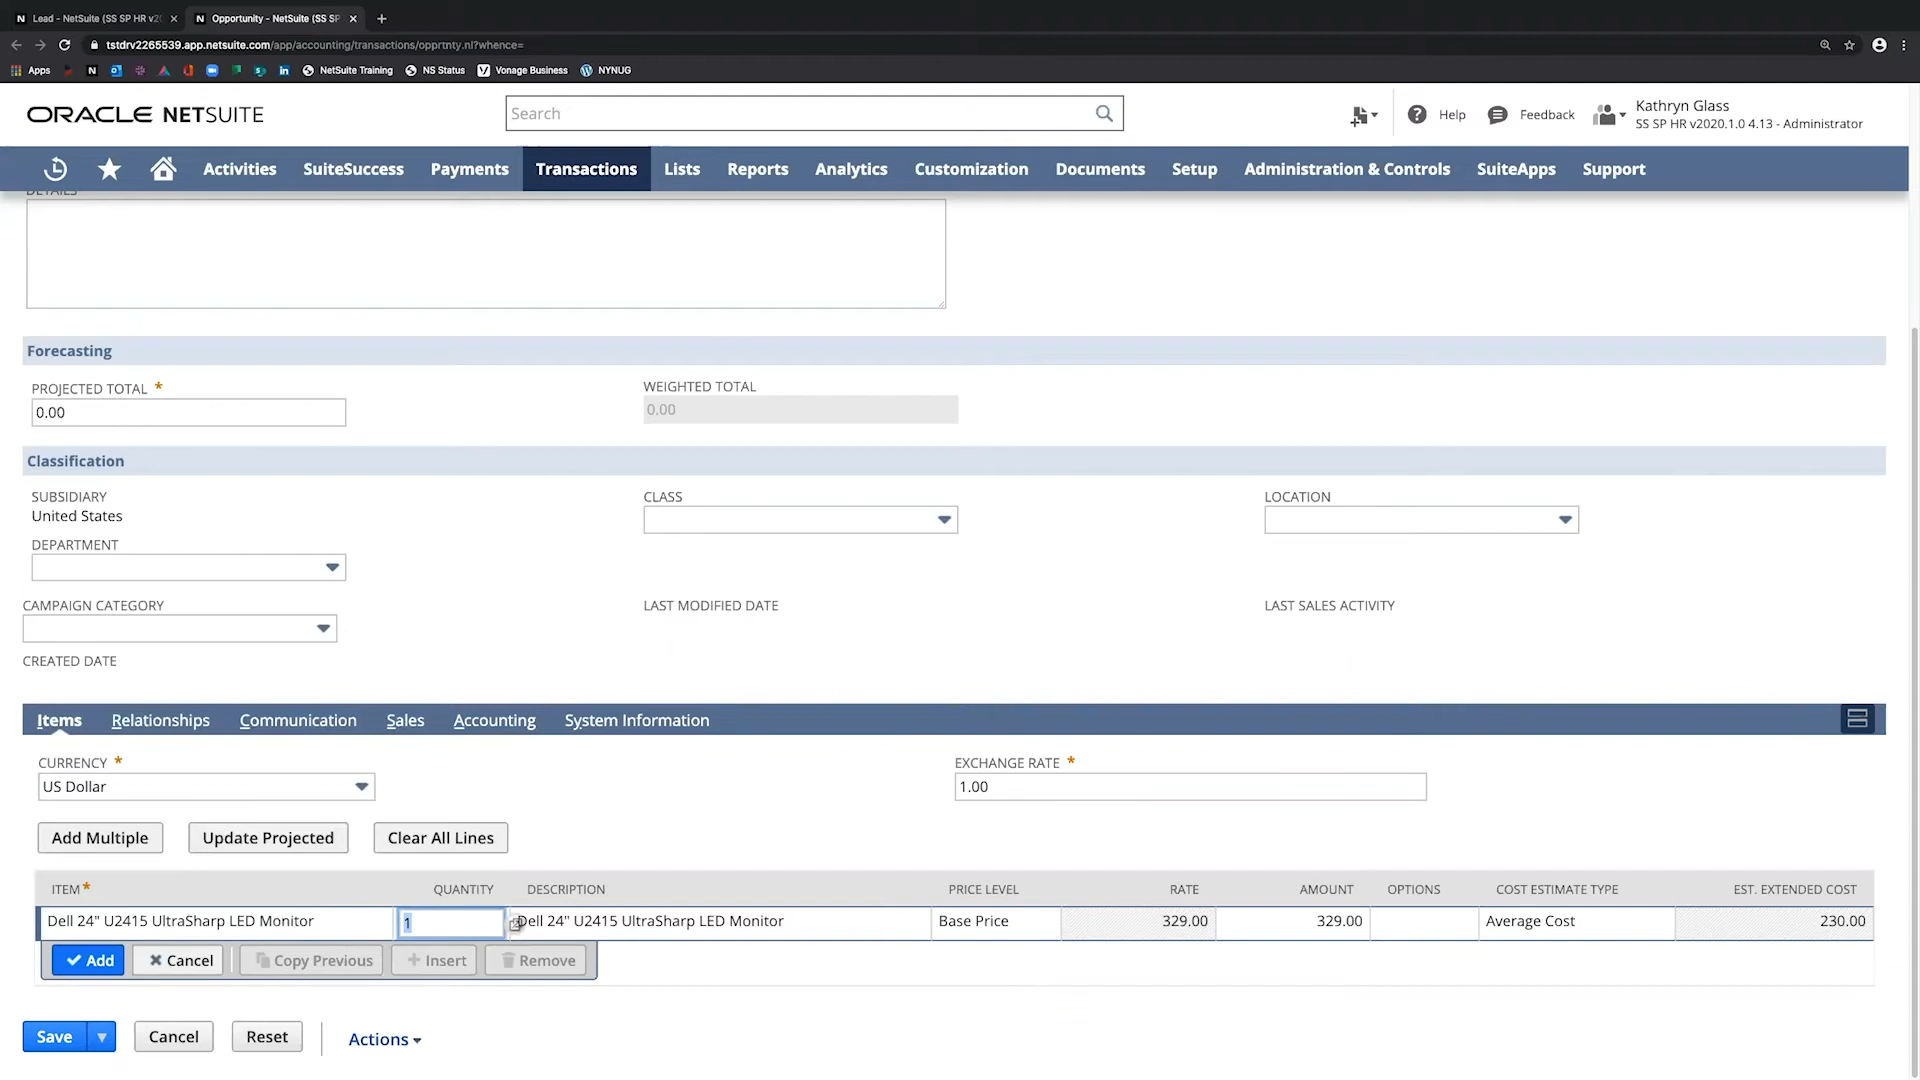 Lead - NetSuite (SS SP HR v20
Opportunity - NetSuite (SS SP
tstdrv2265539.app.netsuite.com/app/accounting/transactions/opprtnty.nl?whence=
Apps
NetSuite Training
NS Status
Vonage Business
NYNUG
ORACLE NETSUITE
Search
Help
Feedback
Kathryn Glass
SS SP HR v2020.1.0 4.13 - Administrator
Activities
SuiteSuccess
Payments
Transactions
Lists
Reports
Analytics
Customization
Documents
Setup
Administration & Controls
SuiteApps
Support
DETAILS
Forecasting
PROJECTED TOTAL *
0.00
WEIGHTED TOTAL
0.00
Classification
SUBSIDIARY
United States
CLASS
LOCATION
DEPARTMENT
CAMPAIGN CATEGORY
LAST MODIFIED DATE
LAST SALES ACTIVITY
CREATED DATE
Items
Relationships
Communication
Sales
Accounting
System Information
CURRENCY *
US Dollar
EXCHANGE RATE *
1.00
Add Multiple
Update Projected
Clear All Lines
ITEM * QUANTITY DESCRIPTION PRICE LEVEL RATE AMOUNT OPTIONS COST ESTIMATE TYPE EST. EXTENDED COST
Dell 24" U2415 UltraSharp LED Monitor 1 Dell 24" U2415 UltraSharp LED Monitor Base Price 329.00 329.00 Average Cost 230.00
Add
Cancel
Copy Previous
Insert
Remove
Save
Cancel
Reset
Actions